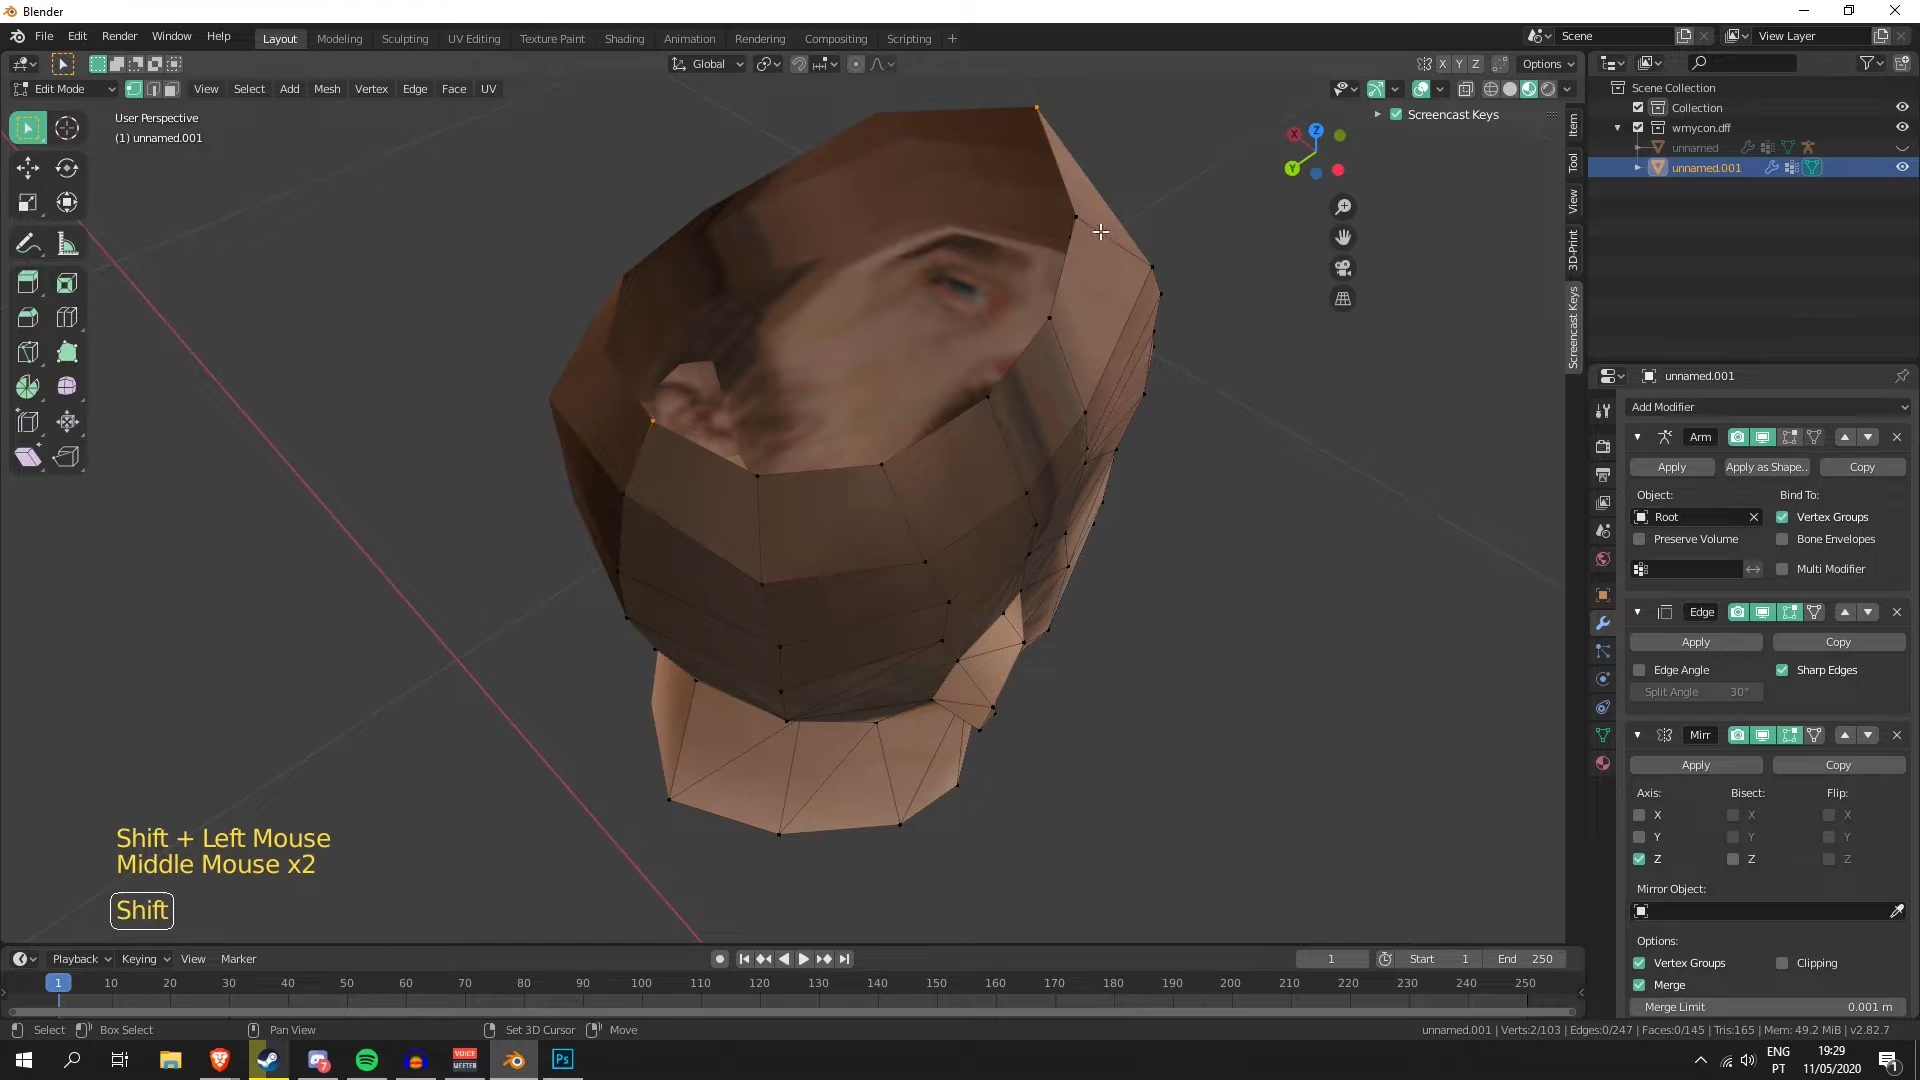 Blender
File Edit Render Window Help
Layout Modeling Sculpting UV Editing Texture Paint Shading Animation Rendering Compositing Scripting +
Scene View Layer
Global X Y Z Options
Edit Mode View Select Add Mesh Vertex Edge Face UV
User Perspective
(1) unnamed.001
Screencast Keys
Item
Tool
View
3D-Print
Screencast Keys
X Z Y
Scene Collection
Collection
wmycon.dff
unnamed
unnamed.001
unnamed.001
Add Modifier
Arm
Apply Apply as Shape.. Copy
Object: Bind To:
Root Vertex Groups
Preserve Volume Bone Envelopes
Multi Modifier
Edge
Apply Copy
Edge Angle Sharp Edges
Split Angle 30°
Mirr
Apply Copy
Axis: Bisect: Flip:
X X X
Y Y Y
Z Z Z
Mirror Object:
Options:
Vertex Groups Clipping
Merge
Merge Limit 0.001 m
Shift + Left Mouse
Middle Mouse x2
Shift
Playback Keying View Marker 1 Start 1 End 250
1 10 20 30 40 50 60 70 80 90 100 110 120 130 140 150 160 170 180 190 200 210 220 230 240 250
Select Box Select Pan View Set 3D Cursor Move unnamed.001 | Verts:2/103 | Edges:0/247 | Faces:0/145 | Tris:165 | Mem: 49.2 MiB | v2.82.7
VOICE MEETER
7
Ps
ENG
PT
19:29
11/05/2020
1